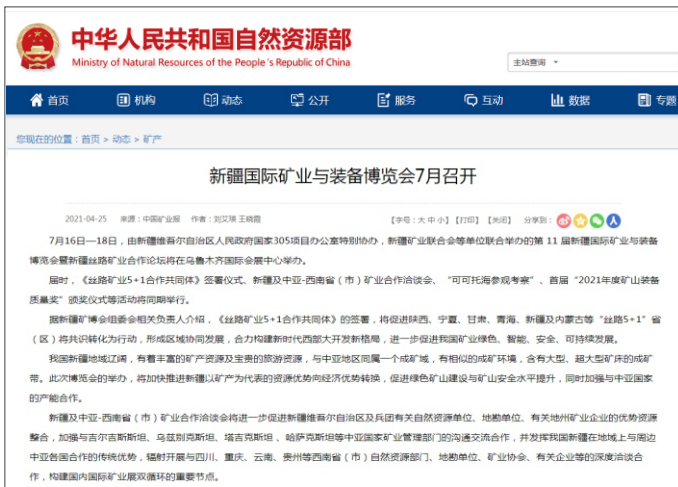 中华人民共和国自然资源部
Ministry of Natural Resources of the People's Republic of China
主站查询
首页 机构 动态 公开 服务 互动 数据 专题
您现在的位置：首页 > 动态 > 矿产
新疆国际矿业与装备博览会7月召开
2021-04-25 来源：中国矿业报 作者：刘艾瑛 王晓霞 【字号：大 中 小】【打印】【关闭】 分享到：
7月16日—18日，由新疆维吾尔自治区人民政府国家305项目办公室特别协办，新疆矿业联合会等单位联合举办的第 11 届新疆国际矿业与装备
博览会暨新疆丝路矿业合作论坛将在乌鲁木齐国际会展中心举办。
届时，《丝路矿业5+1合作共同体》签署仪式、新疆及中亚-西南省（市）矿业合作洽谈会、“可可托海参观考察”、首届“2021年度矿山装备
质量奖”颁奖仪式等活动将同期举行。
据新疆矿博会组委会相关负责人介绍，《丝路矿业5+1合作共同体》的签署，将促进陕西、宁夏、甘肃、青海、新疆及内蒙古等“丝路5+1”省
（区）将共识转化为行动，形成区域协同发展，合力构建新时代西部大开发新格局，进一步促进我国矿业绿色、智能、安全、可持续发展。
我国新疆地域辽阔，有着丰富的矿产资源及宝贵的旅游资源，与中亚地区同属一个成矿域，有相似的成矿环境，含有大型、超大型矿床的成矿
带。此次博览会的举办，将加快推进新疆以矿产为代表的资源优势向经济优势转换，促进绿色矿山建设与矿山安全水平提升，同时加强与中亚国家
的产能合作。
新疆及中亚-西南省（市）矿业合作洽谈会将进一步促进新疆维吾尔自治区及兵团有关自然资源单位、地勘单位、有关地州矿业企业的优势资源
整合，加强与吉尔吉斯斯坦、乌兹别克斯坦、塔吉克斯坦、哈萨克斯坦等中亚国家矿业管理部门的沟通交流合作，并发挥我国新疆在地域上与周边
中亚各国合作的传统优势，辐射开展与四川、重庆、云南、贵州等西南省（市）自然资源部门、地勘单位、矿业协会、有关企业等的深度洽谈合
作，构建国内国际矿业展双循环的重要节点。